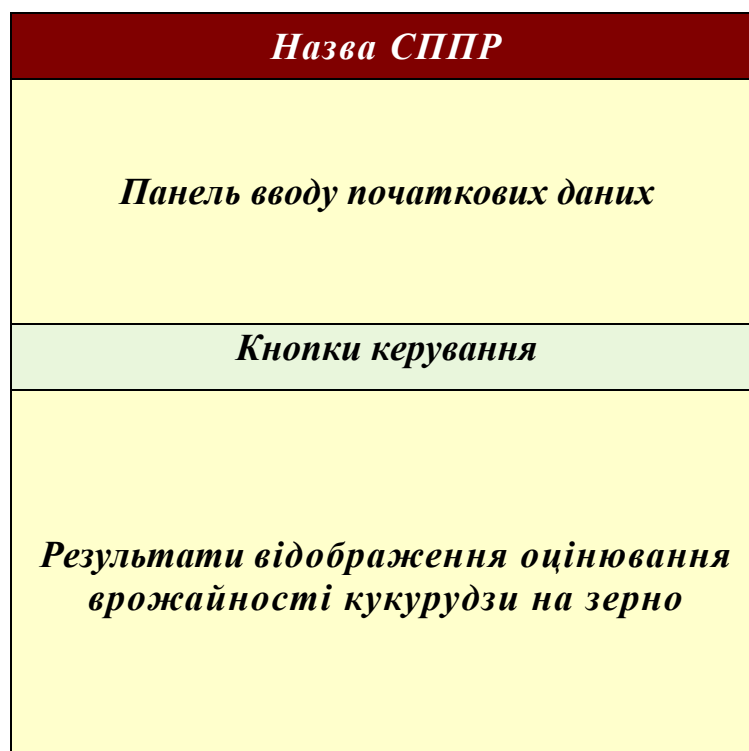 Назва СППР
Панель вводу початкових даних
Кнопки керування
Результати відображення оцінювання
врожайності кукурудзи на зерно